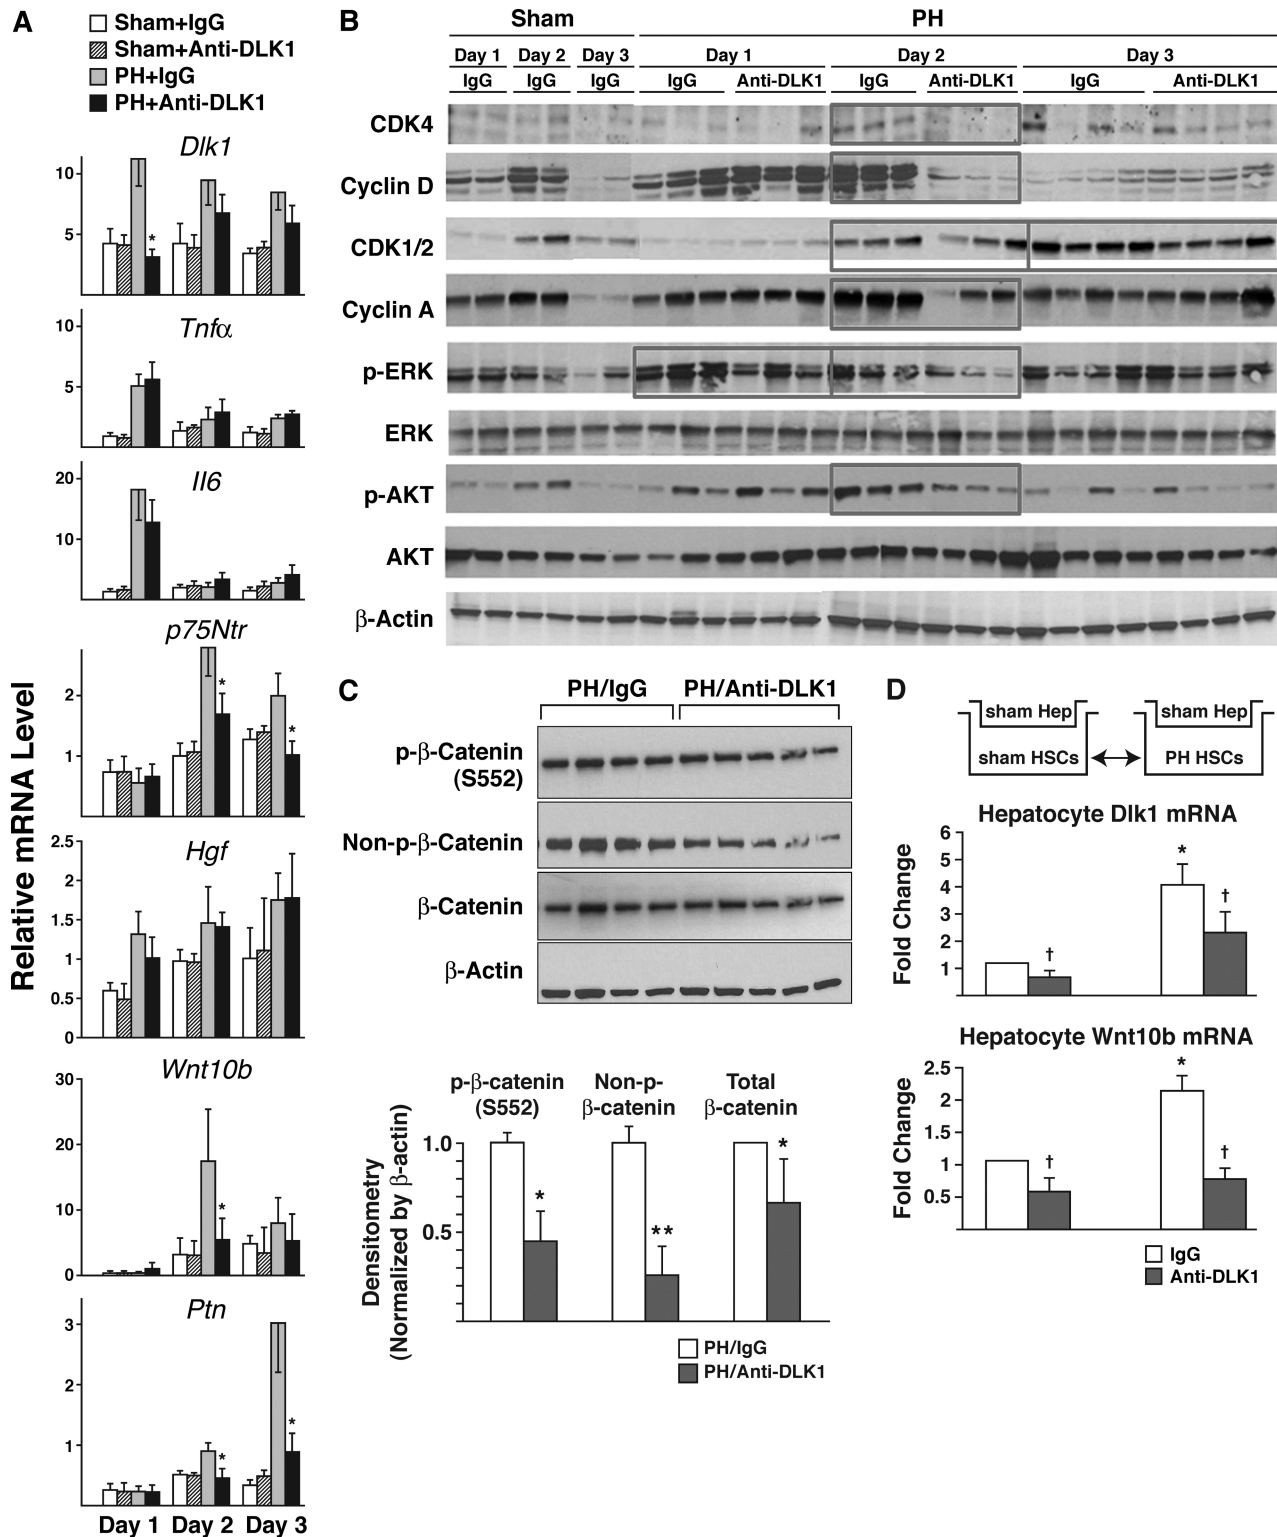 A
Sham+IgG
Sham+Anti-DLK1
PH+IgG
PH+Anti-DLK1
Relative mRNA Level
Dlk1
10
5
*
Tnfα
10
5
Il6
20
10
p75Ntr
2
1
*
*
Hgf
2.5
2
1.5
1
0.5
0
Wnt10b
30
20
10
0
*
Ptn
3
2
1
*
*
Day 1 Day 2 Day 3
B
Sham PH
Day 1 Day 2 Day 3 Day 1 Day 2 Day 3
IgG IgG IgG IgG Anti-DLK1 IgG Anti-DLK1 IgG Anti-DLK1
CDK4
Cyclin D
CDK1/2
Cyclin A
p-ERK
ERK
p-AKT
AKT
β-Actin
C
PH/IgG PH/Anti-DLK1
p-β-Catenin
(S552)
Non-p-β-Catenin
β-Catenin
β-Actin
p-β-catenin
(S552)
Non-p-
β-catenin
Total
β-catenin
Densitometry
(Normalized by β-actin)
1.0
0.5
*
**
*
PH/IgG
PH/Anti-DLK1
D
sham Hep sham Hep
sham HSCs PH HSCs
Hepatocyte Dlk1 mRNA
Fold Change
6
5
4
3
2
1
†
*
†
Hepatocyte Wnt10b mRNA
Fold Change
2.5
2
1.5
1
0.5
†
*
†
IgG
Anti-DLK1